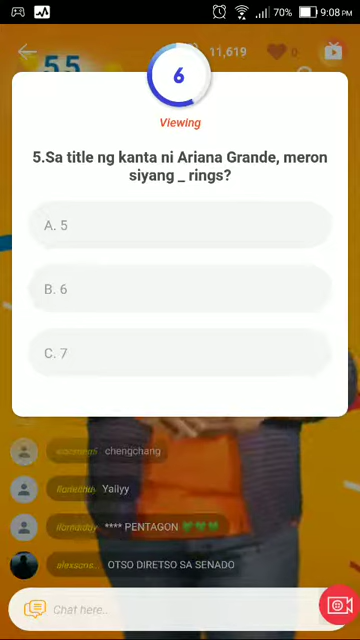 70%
9:08 PM
55
11,619
0
6
Viewing
5.Sa title ng kanta ni Ariana Grande, meron
siyang _ rings?
A. 5
B. 6
C. 7
chengchang
Yailyy
**** PENTAGON
alexsons..
OTSO DIRETSO SA SENADO
Chat here..